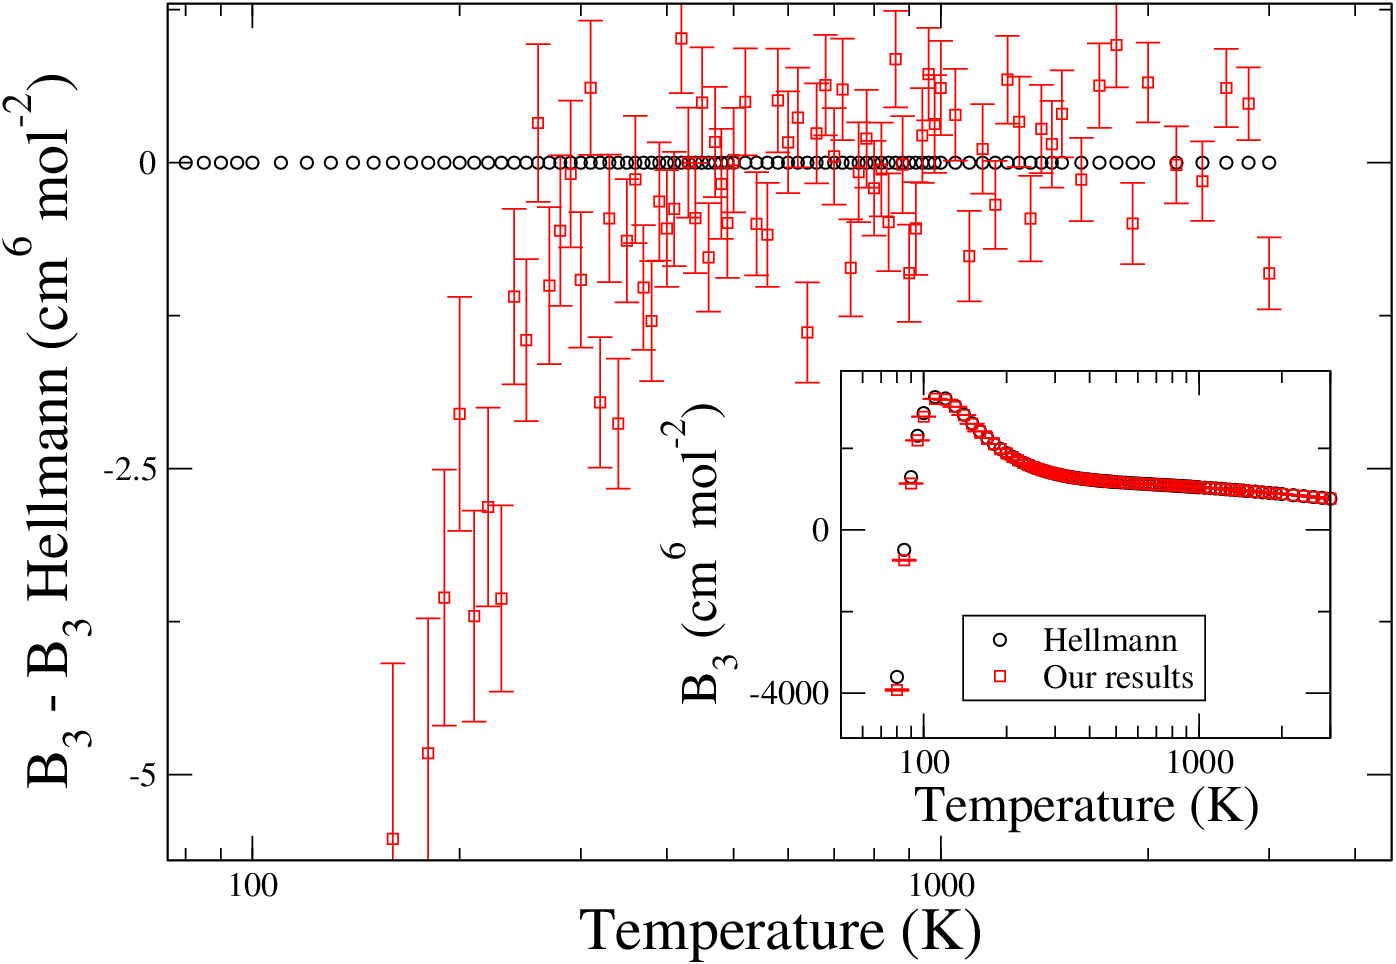 B3 - B3 Hellmann (cm6 mol-2)
0
-2.5
-5
100
1000
Temperature (K)
B3 (cm6 mol-2)
0
-4000
Hellmann
Our results
100
1000
Temperature (K)